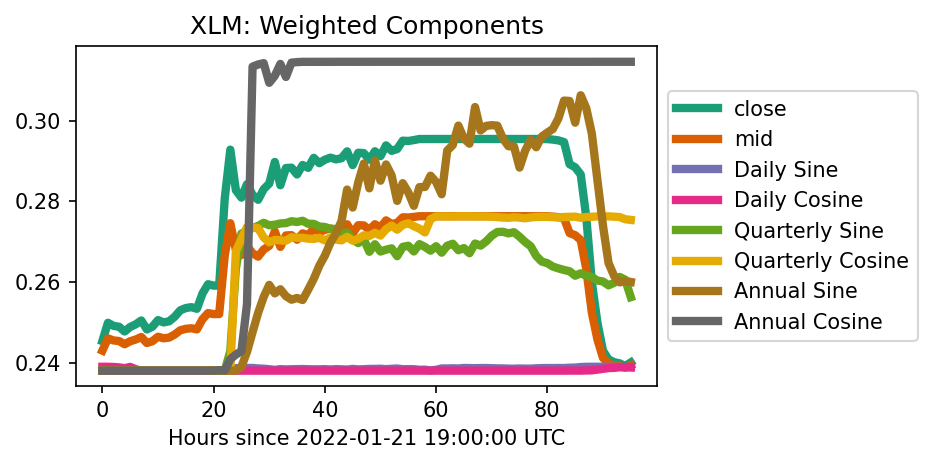 XLM: Weighted Components
0.30
0.28
0.26
0.24
0
20
40
60
80
Hours since 2022-01-21 19:00:00 UTC
close
mid
Daily Sine
Daily Cosine
Quarterly Sine
Quarterly Cosine
Annual Sine
Annual Cosine